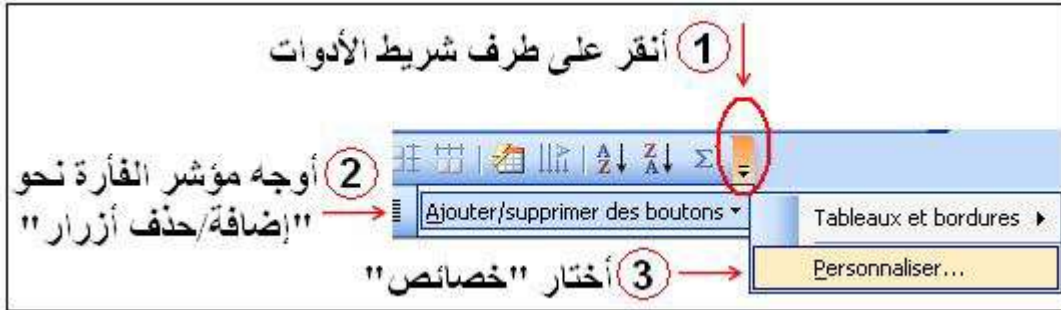 1 أنقر على طرف شريط الأدوات
2 أوجه مؤشر الفأرة نحو
"إضافة/حذف أزرار"
Ajouter/supprimer des boutons
Tableaux et bordures
Personnaliser...
3 أختار "خصائص"